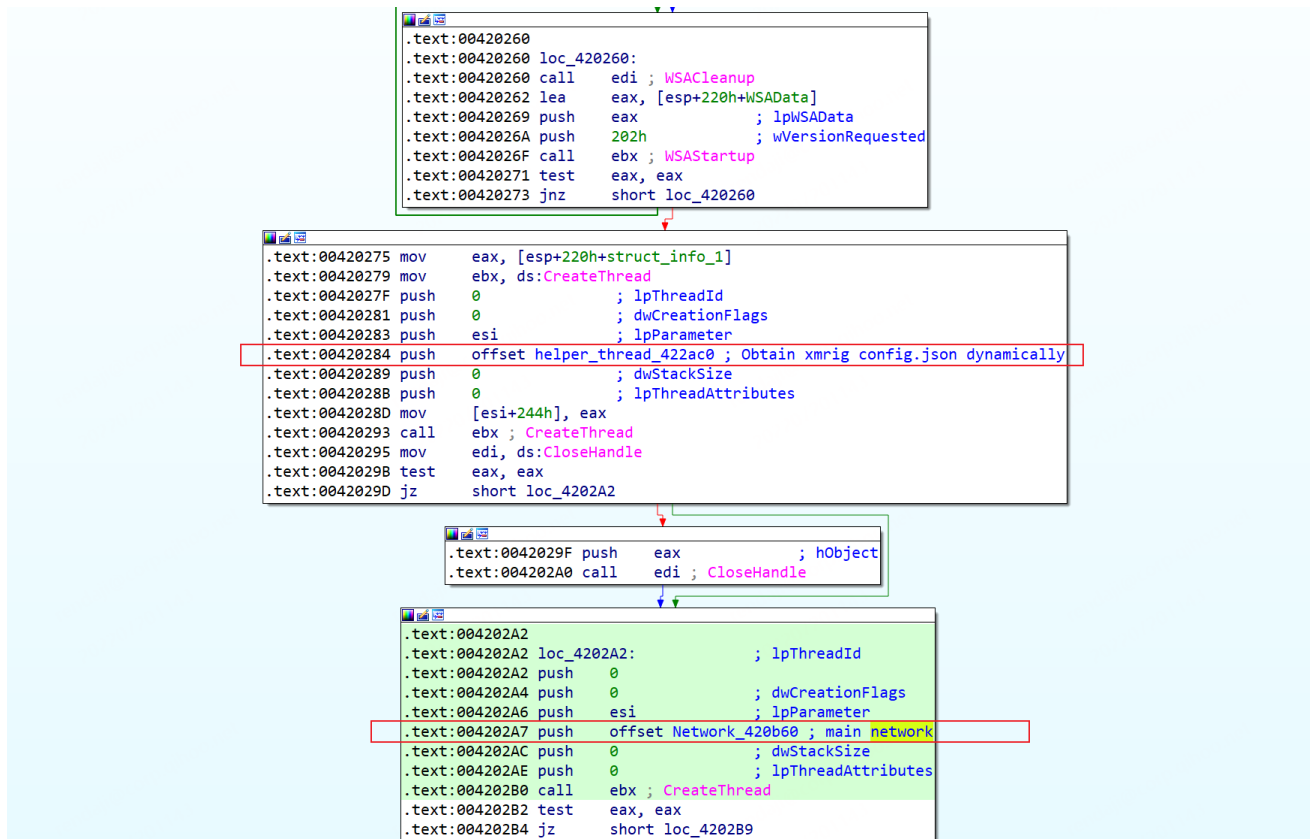 .text:00420260
.text:00420260 loc_420260:
.text:00420260 call edi ; WSACleanup
.text:00420262 lea eax, [esp+220h+WSAData]
.text:00420269 push eax ; lpWSAData
.text:0042026A push 202h ; wVersionRequested
.text:0042026F call ebx ; WSAStartup
.text:00420271 test eax, eax
.text:00420273 jnz short loc_420260
.text:00420275 mov eax, [esp+220h+struct_info_1]
.text:00420279 mov ebx, ds:CreateThread
.text:0042027F push 0 ; lpThreadId
.text:00420281 push 0 ; dwCreationFlags
.text:00420283 push esi ; lpParameter
.text:00420284 push offset helper_thread_422ac0 ; Obtain xmrig config.json dynamically
.text:00420289 push 0 ; dwStackSize
.text:0042028B push 0 ; lpThreadAttributes
.text:0042028D mov [esi+244h], eax
.text:00420293 call ebx ; CreateThread
.text:00420295 mov edi, ds:CloseHandle
.text:0042029B test eax, eax
.text:0042029D jz short loc_4202A2
.text:0042029F push eax ; hObject
.text:004202A0 call edi ; CloseHandle
.text:004202A2
.text:004202A2 loc_4202A2: ; lpThreadId
.text:004202A2 push 0
.text:004202A4 push 0 ; dwCreationFlags
.text:004202A6 push esi ; lpParameter
.text:004202A7 push offset Network_420b60 ; main network
.text:004202AC push 0 ; dwStackSize
.text:004202AE push 0 ; lpThreadAttributes
.text:004202B0 call ebx ; CreateThread
.text:004202B2 test eax, eax
.text:004202B4 jz short loc_4202B9